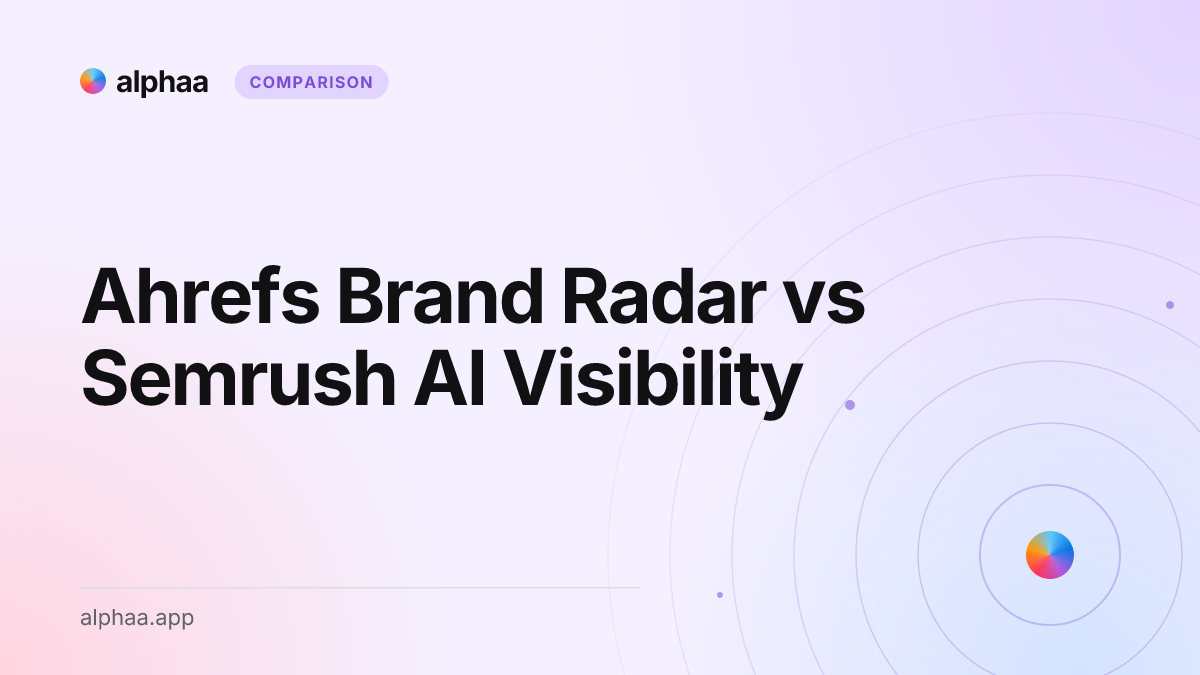 alphaa
COMPARISON
Ahrefs Brand Radar vs
Semrush AI Visibility
alphaa.app